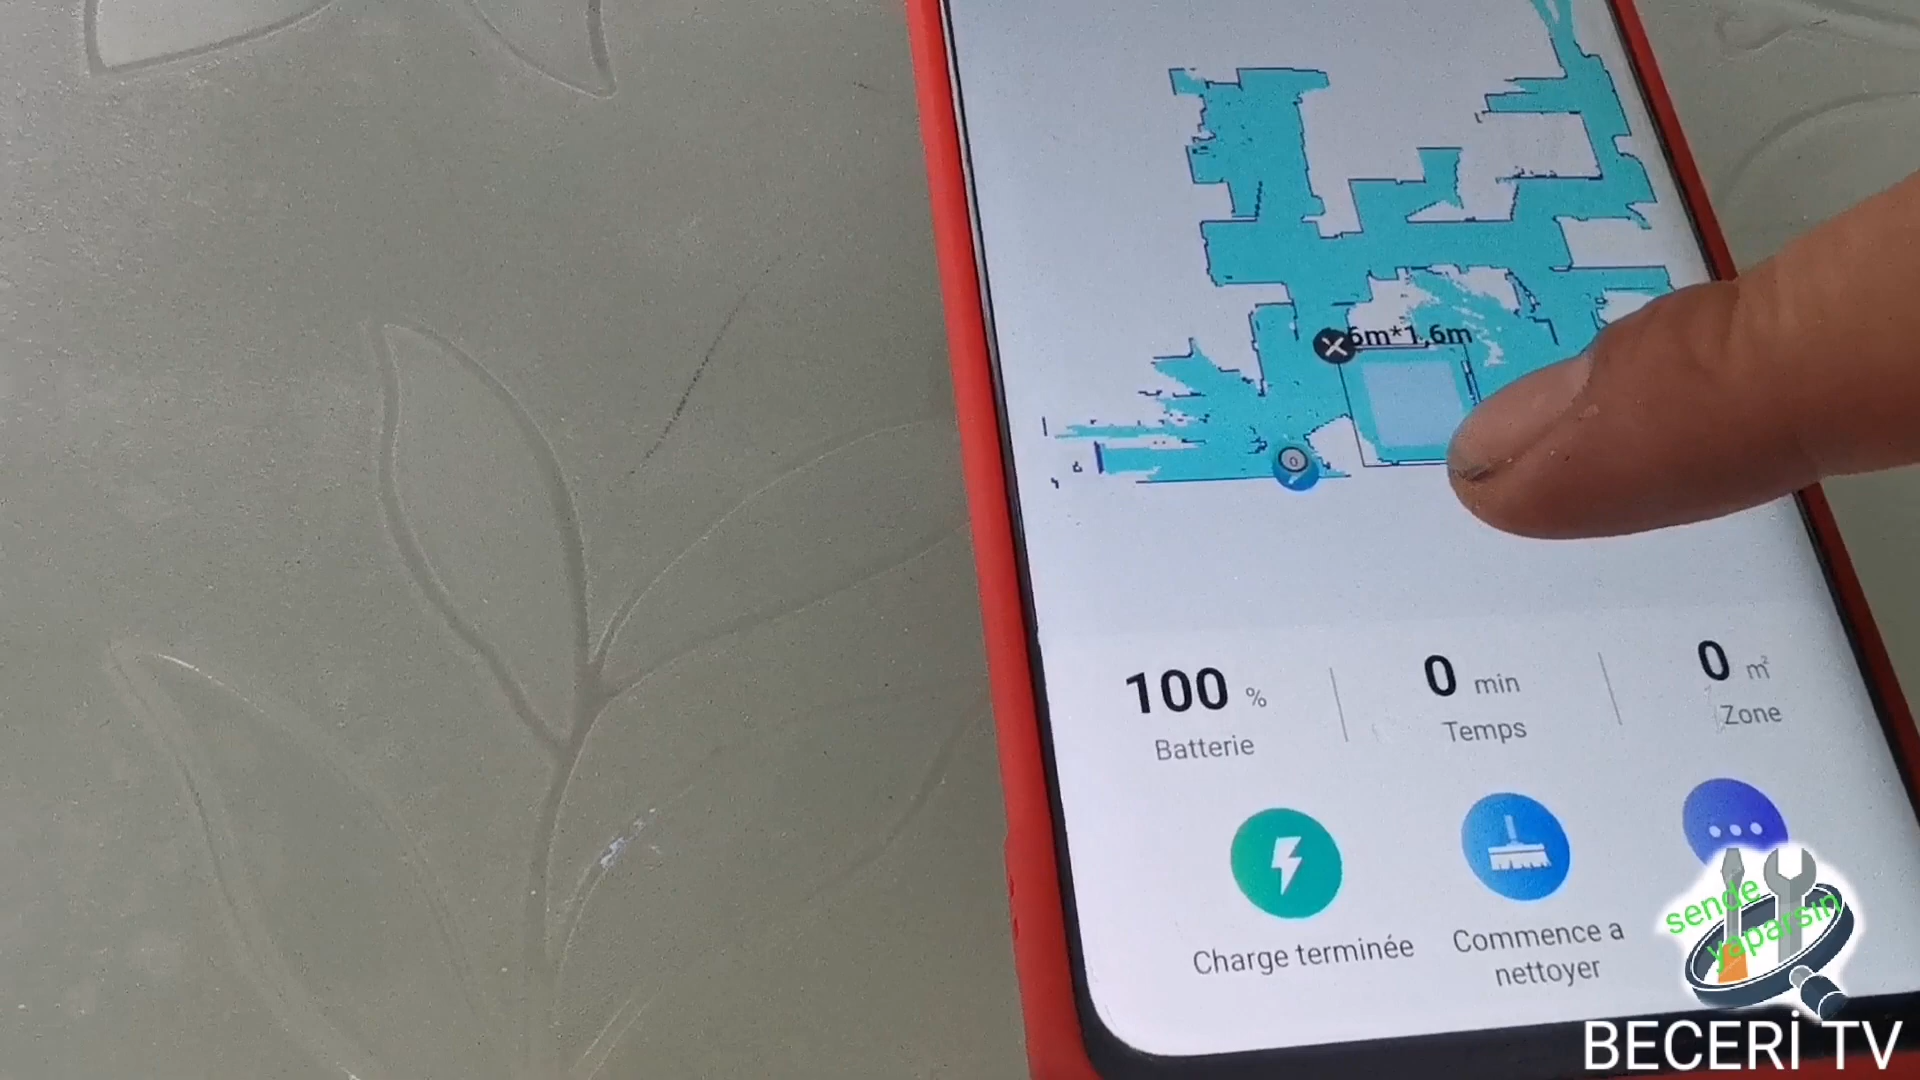 6m*1,6m
100 %
Batterie
0 min
Temps
0 m²
Zone
Charge terminée
Commence a
nettoyer
sende
yaparsın
BECERİ TV